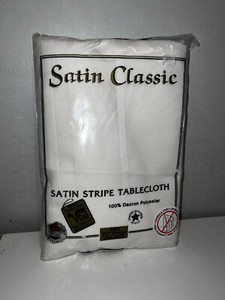 Satin Classic
SATIN STRIPE TABLECLOTH
100% Dacron Polyester